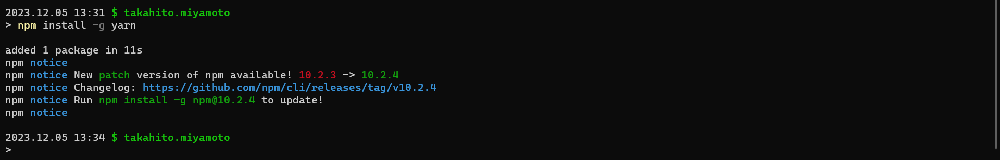 2023.12.05 13:31 $ takahito.miyamoto
> npm install -g yarn
added 1 package in 11s
npm notice
npm notice New patch version of npm available! 10.2.3 -> 10.2.4
npm notice Changelog: https://github.com/npm/cli/releases/tag/v10.2.4
npm notice Run npm install -g npm@10.2.4 to update!
npm notice
2023.12.05 13:34 $ takahito.miyamoto
>